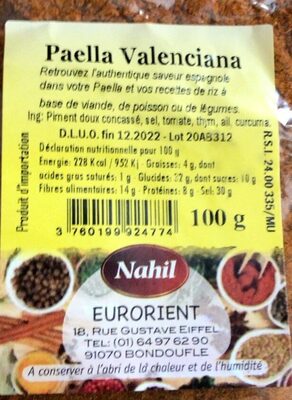 Paella Valenciana
Retrouvez l'authentique saveur espagnole
dans votre Paella et vos recettes de riz à
base de viande, de poisson ou de légumes.
Ing: Piment doux concassé, sel, tomate, thym, ail, curcuma.
D.L.U.O. fin 12.2022 - Lot 20AB312
Déclaration nutritionnelle pour 100 g
Energie: 228 Kcal / 952 Kj - Graisses: 4 g, dont
acides gras saturés: 1 g - Glucides: 32 g, dont sucres: 10 g
Fibres alimentaires: 14 g - Protéines: 8 g - Sel: 30 g
3 760199 924774
100 g
Produit d'importation
R.S.I. 24.00335/MU
Nahil
EURORIENT
18, RUE GUSTAVE EIFFEL
TEL: (01) 64 97 62 90
91070 BONDOUFLE
A conserver à l'abri de la chaleur et de l'humidité